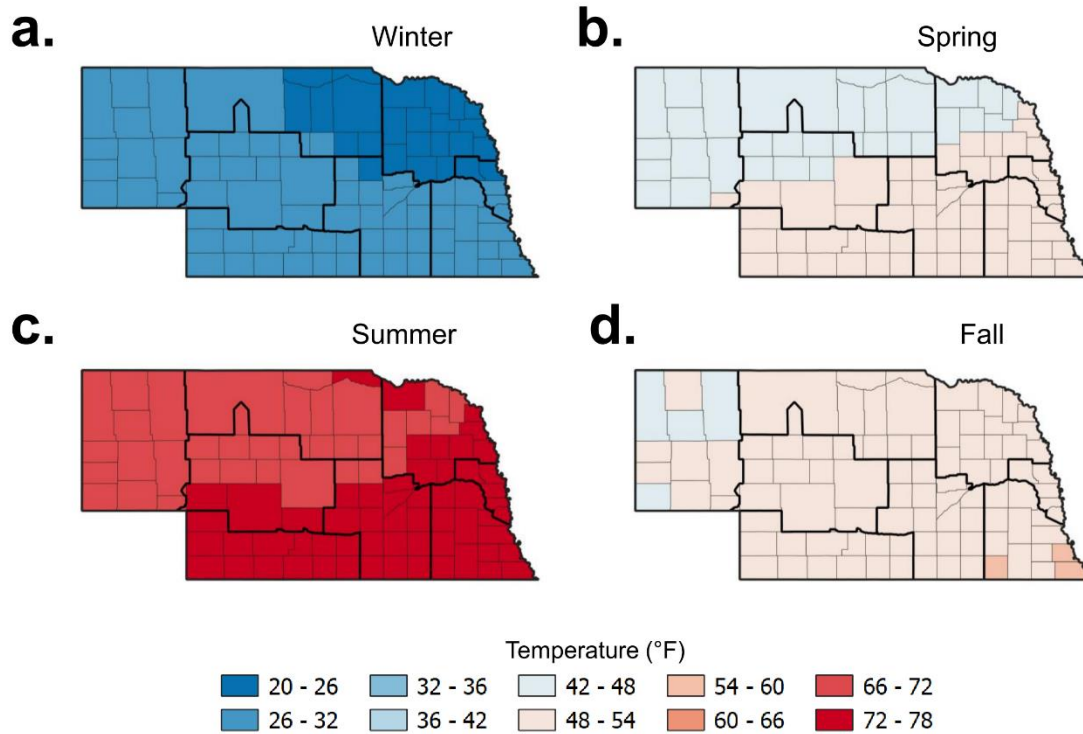 a.
Winter
b.
Spring
c.
Summer
d.
Fall
Temperature (°F)
20 - 26
32 - 36
42 - 48
54 - 60
66 - 72
26 - 32
36 - 42
48 - 54
60 - 66
72 - 78